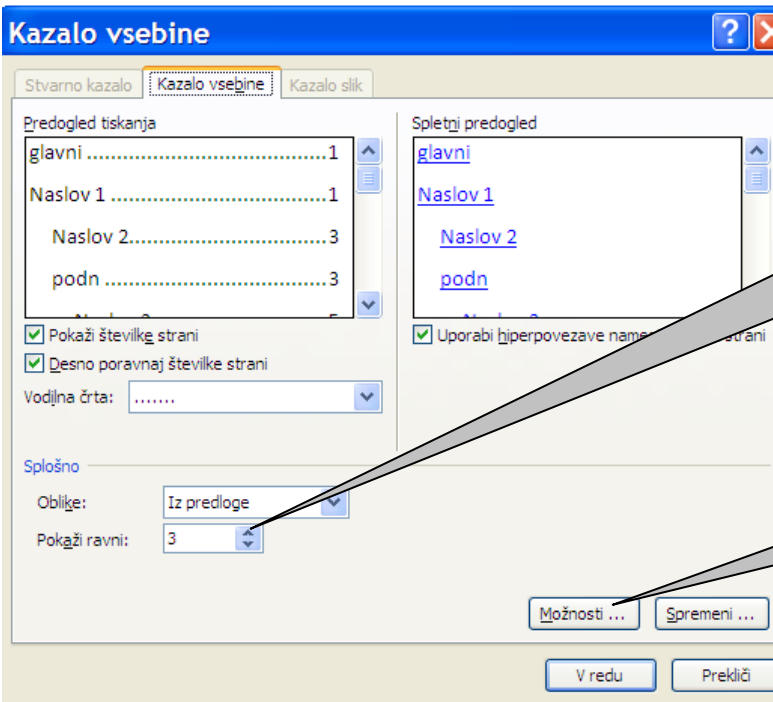 Kazalo vsebine
Stvarno kazalo Kazalo vsebine Kazalo slik
Predogled tiskanja
glavni ..................................... 1
Naslov 1 ................................. 1
Naslov 2 ............................... 3
podn .................................... 3
Spletni predogled
glavni
Naslov 1
Naslov 2
podn
Pokaži številke strani
Desno poravnaj številke strani
Vodilna črta: .......
Uporabi hiperpovezave strani
Splošno
Oblike: Iz predloge
Pokaži ravni: 3
Možnosti ... Spremeni ...
V redu Prekliči